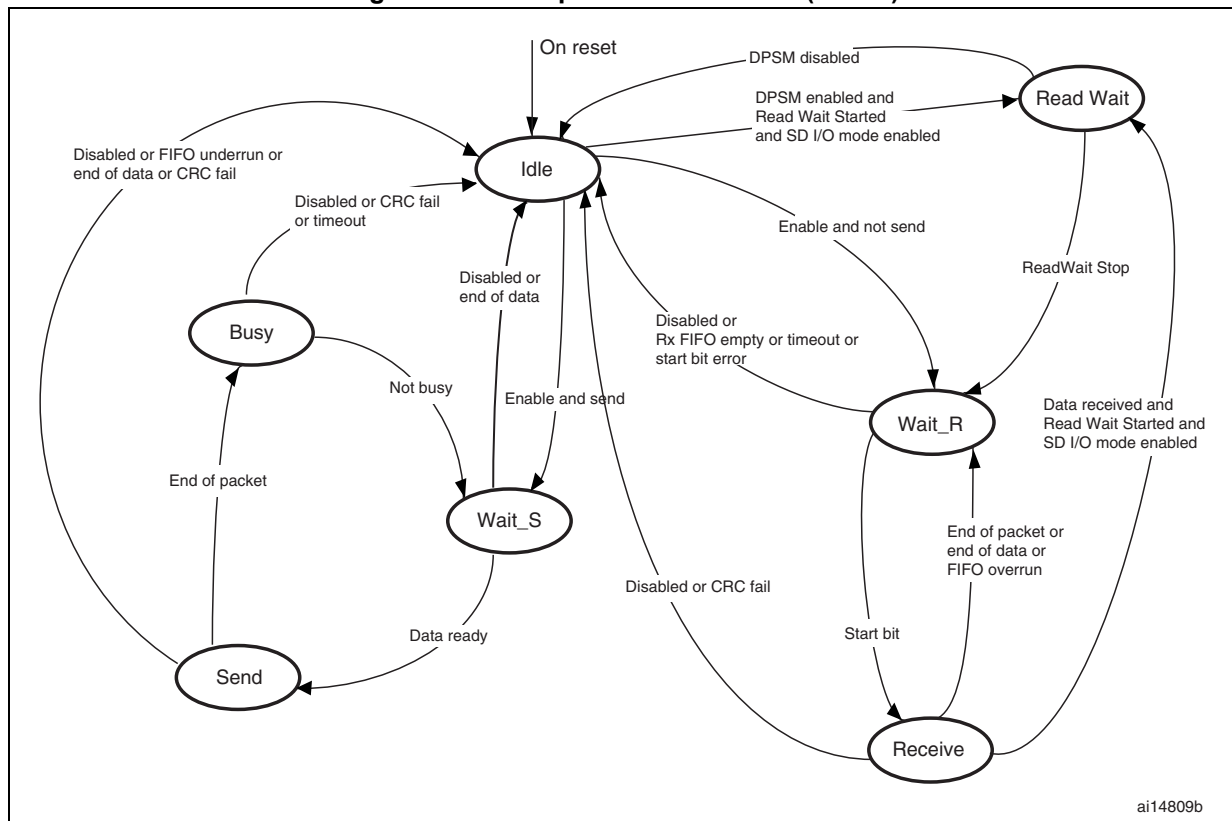 On reset
DPSM disabled
Read Wait
DPSM enabled and
Read Wait Started
and SD I/O mode enabled
Disabled or FIFO underrun or
end of data or CRC fail
Idle
Disabled or CRC fail
or timeout
Enable and not send
Disabled or
end of data
ReadWait Stop
Disabled or
Rx FIFO empty or timeout or
start bit error
Busy
Not busy
Enable and send
Wait_R
Data received and
Read Wait Started and
SD I/O mode enabled
End of packet
Wait_S
End of packet or
end of data or
FIFO overrun
Disabled or CRC fail
Data ready
Start bit
Send
Receive
ai14809b